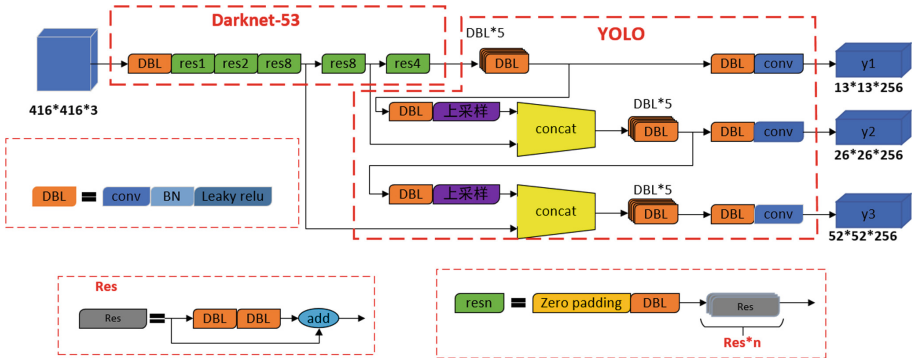 Darknet-53
YOLO
DBL*5
DBL res1 res2 res8 res8 res4 DBL DBL conv y1
416*416*3
13*13*256
DBL 上采样 concat DBL*5 DBL DBL conv y2
26*26*256
DBL = conv BN Leaky relu
DBL 上采样 concat DBL*5 DBL DBL conv y3
52*52*256
Res
Res = DBL DBL add
resn = Zero padding DBL Res
Res*n